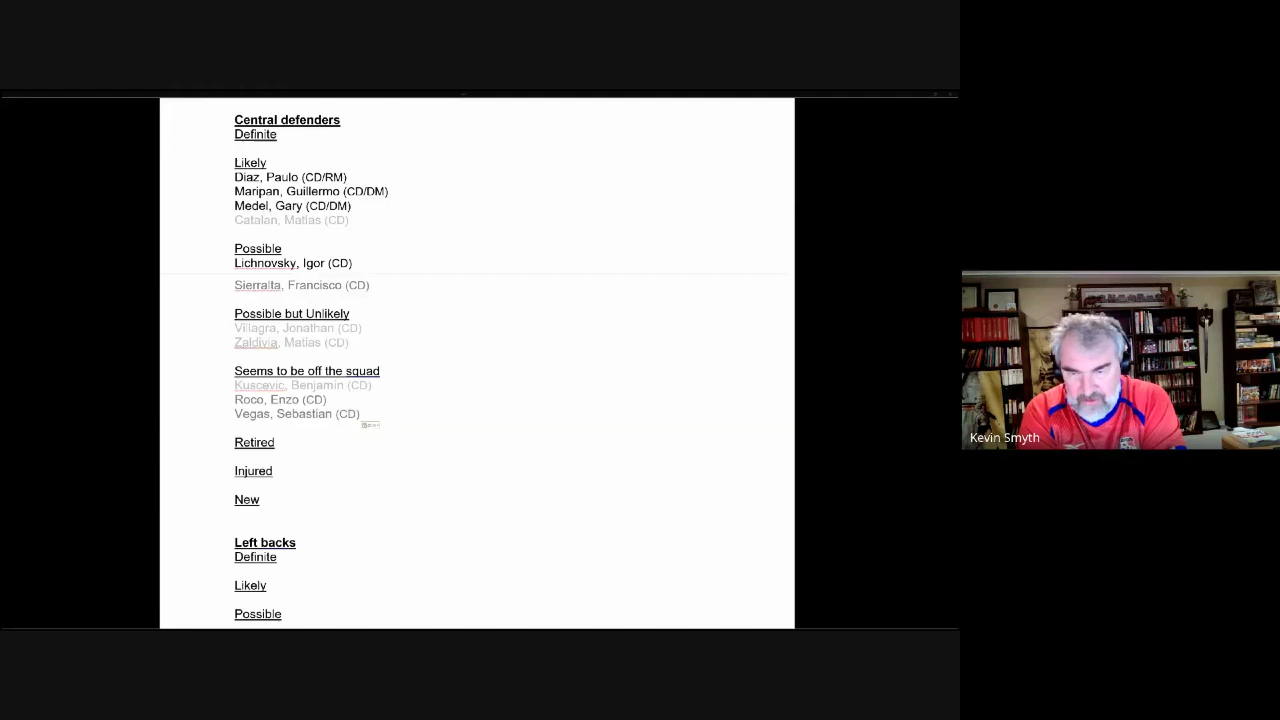 Central defenders
Definite
Likely
Diaz, Paulo (CD/RM)
Maripan, Guillermo (CD/DM)
Medel, Gary (CD/DM)
Catalan, Matias (CD)
Possible
Lichnovsky, Igor (CD)
Sierralta, Francisco (CD)
Possible but Unlikely
Villagra, Jonathan (CD)
Zaldivia, Matias (CD)
Seems to be off the squad
Kuscevic, Benjamin (CD)
Roco, Enzo (CD)
Vegas, Sebastian (CD)
Retired
Injured
New
Left backs
Definite
Likely
Possible
Kevin Smyth